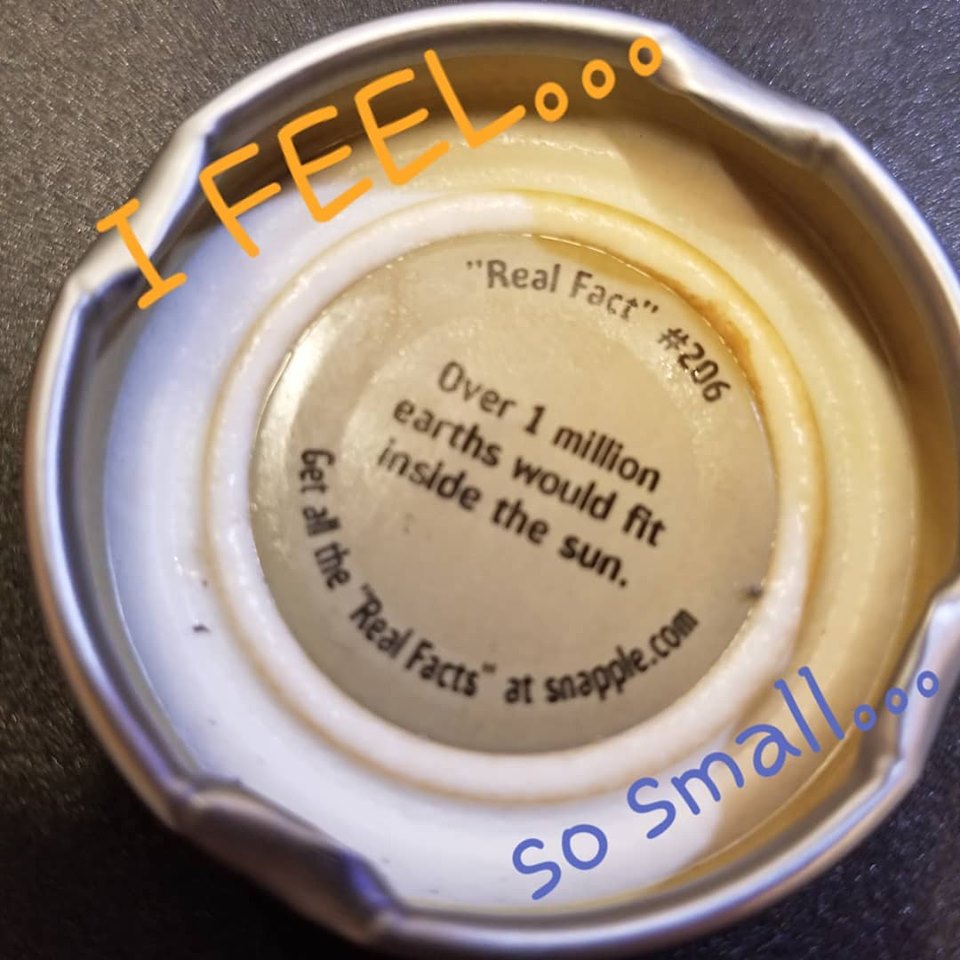 I FEEL...
"Real Fact" #206
Over 1 million
earths would fit
inside the sun.
Get all the "Real Facts" at snapple.com
so small...